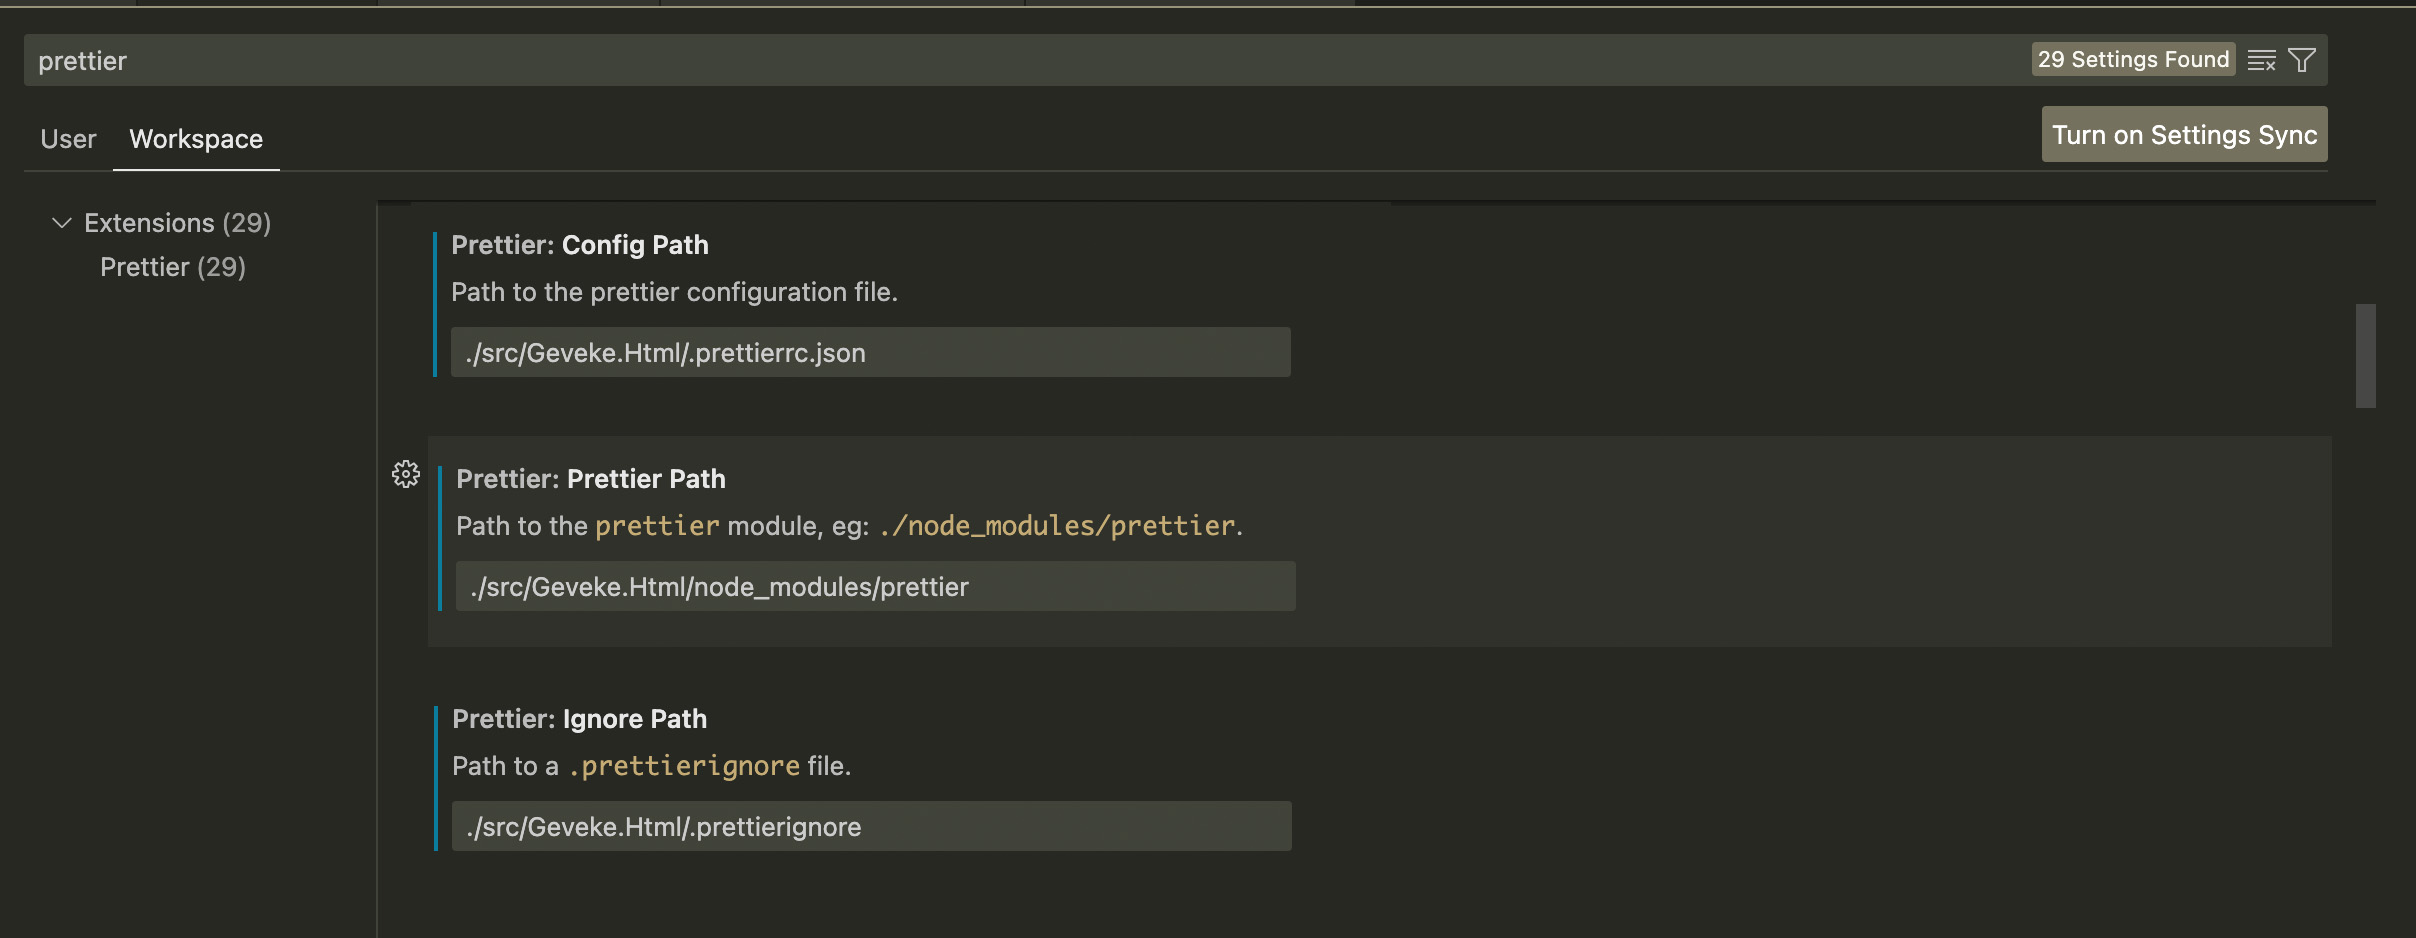 prettier
29 Settings Found
User Workspace
Turn on Settings Sync
Extensions (29)
Prettier (29)
Prettier: Config Path
Path to the prettier configuration file.
./src/Geveke.Html/.prettierrc.json
Prettier: Prettier Path
Path to the prettier module, eg: ./node_modules/prettier.
./src/Geveke.Html/node_modules/prettier
Prettier: Ignore Path
Path to a .prettierignore file.
./src/Geveke.Html/.prettierignore